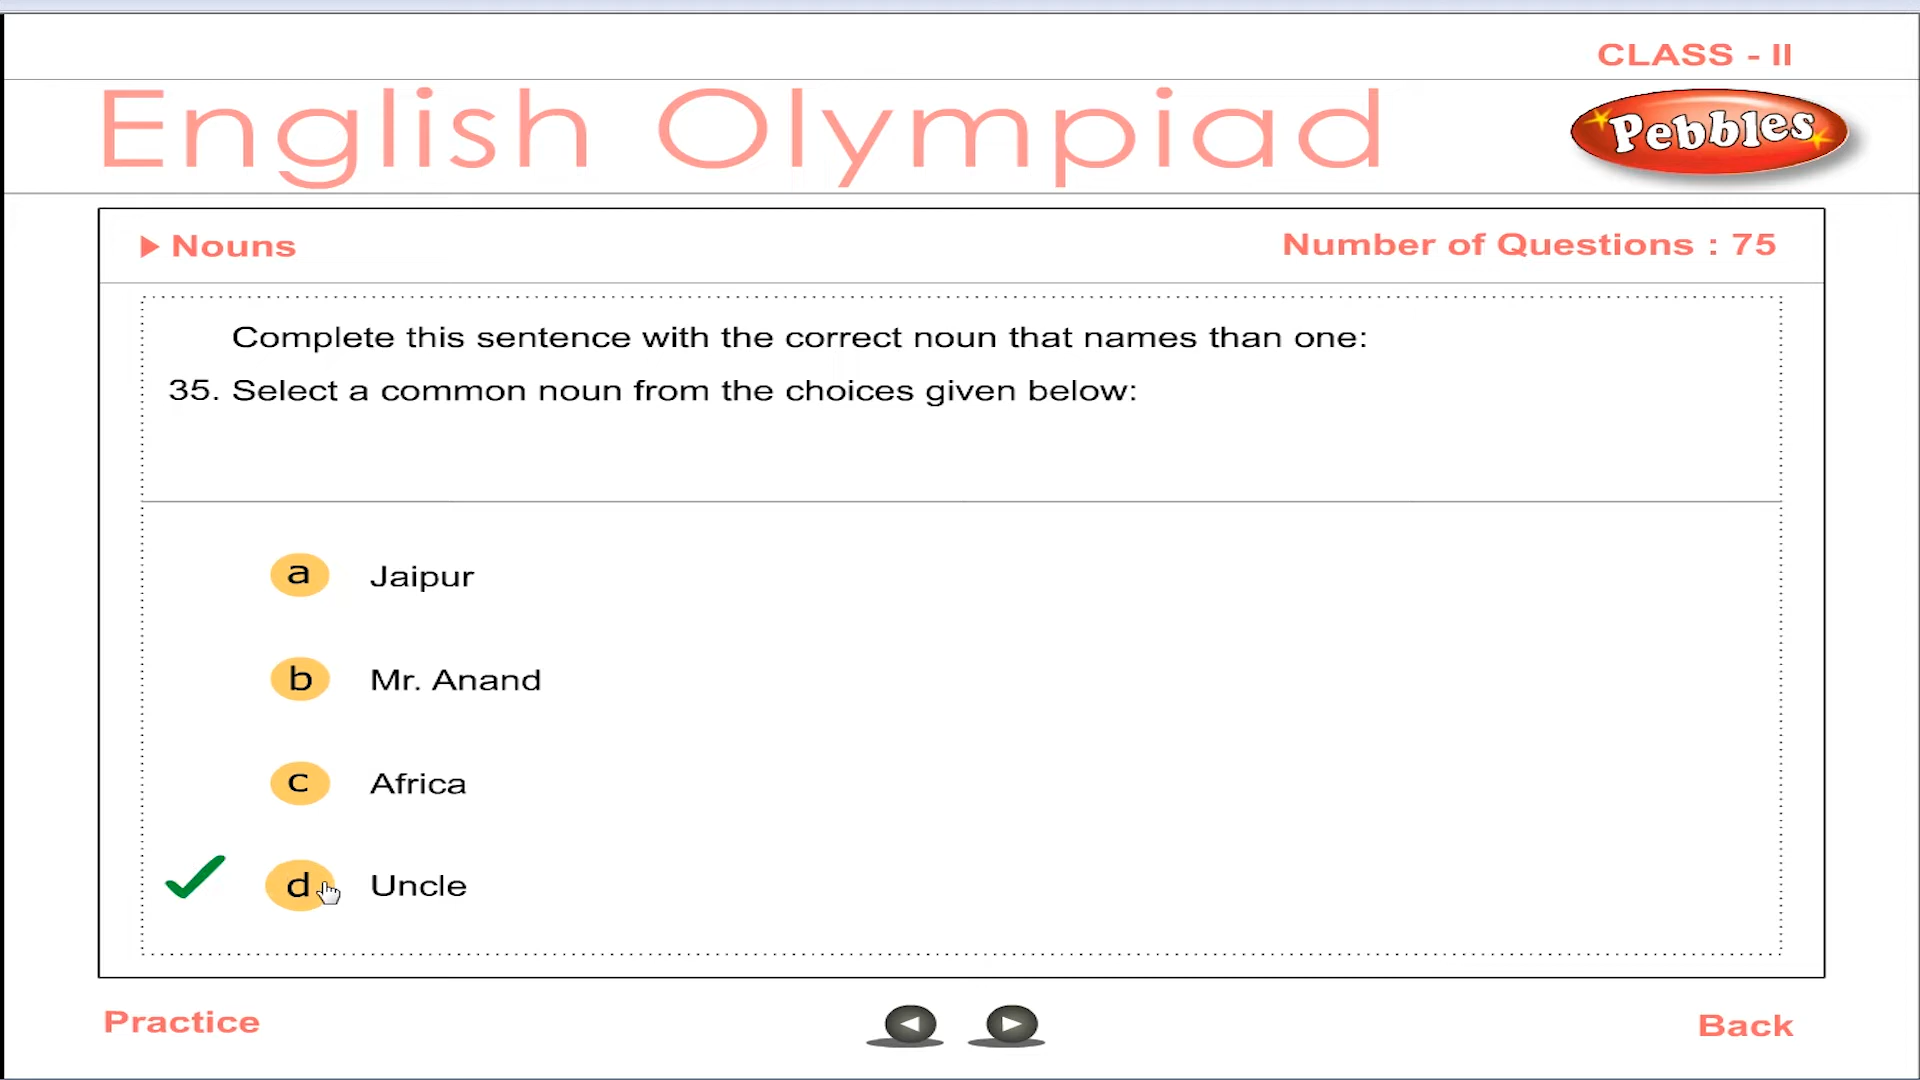 CLASS - II
English Olympiad
Pebbles
Nouns
Number of Questions : 75
Complete this sentence with the correct noun that names than one:
35. Select a common noun from the choices given below:
a Jaipur
b Mr. Anand
c Africa
d Uncle
Practice
Back